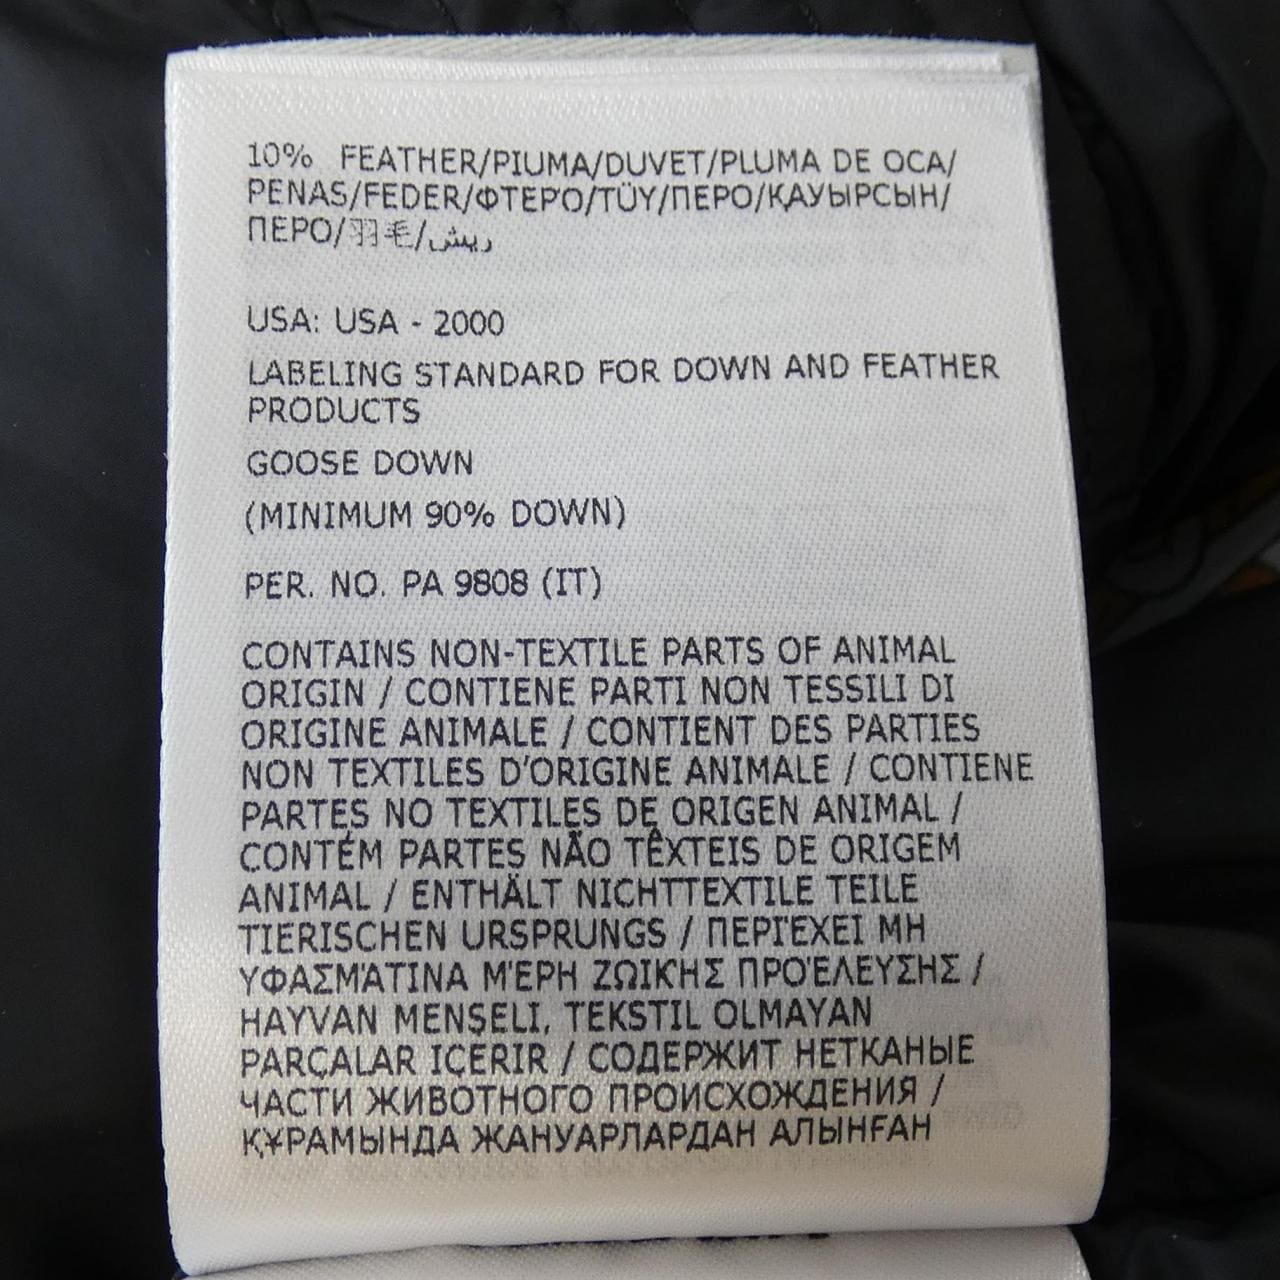 10% FEATHER/PIUMA/DUVET/PLUMA DE OCA/
PENAS/FEDER/ΦΤΕΡΌ/TÜY/ПЕРО/ҚАУЫРСЫН/
ПЕРО/羽毛/ريش
USA: USA - 2000
LABELING STANDARD FOR DOWN AND FEATHER
PRODUCTS
GOOSE DOWN
(MINIMUM 90% DOWN)
PER. NO. PA 9808 (IT)
CONTAINS NON-TEXTILE PARTS OF ANIMAL
ORIGIN / CONTIENE PARTI NON TESSILI DI
ORIGINE ANIMALE / CONTIENT DES PARTIES
NON TEXTILES D'ORIGINE ANIMALE / CONTIENE
PARTES NO TEXTILES DE ORIGEN ANIMAL /
CONTÉM PARTES NÃO TÊXTEIS DE ORIGEM
ANIMAL / ENTHÄLT NICHTTEXTILE TEILE
TIERISCHEN URSPRUNGS / ΠΕΡΙΈΧΕΙ ΜΗ
ΥΦΑΣΜΆΤΙΝΑ ΜΈΡΗ ΖΩΙΚΉΣ ΠΡΟΈΛΕΥΣΗΣ /
HAYVAN MENŞELI, TEKSTIL OLMAYAN
PARÇALAR IÇERIR / СОДЕРЖИТ НЕТКАНЫЕ
ЧАСТИ ЖИВОТНОГО ПРОИСХОЖДЕНИЯ /
ҚҰРАМЫНДА ЖАНУАРЛАРДАН АЛЫНҒАН